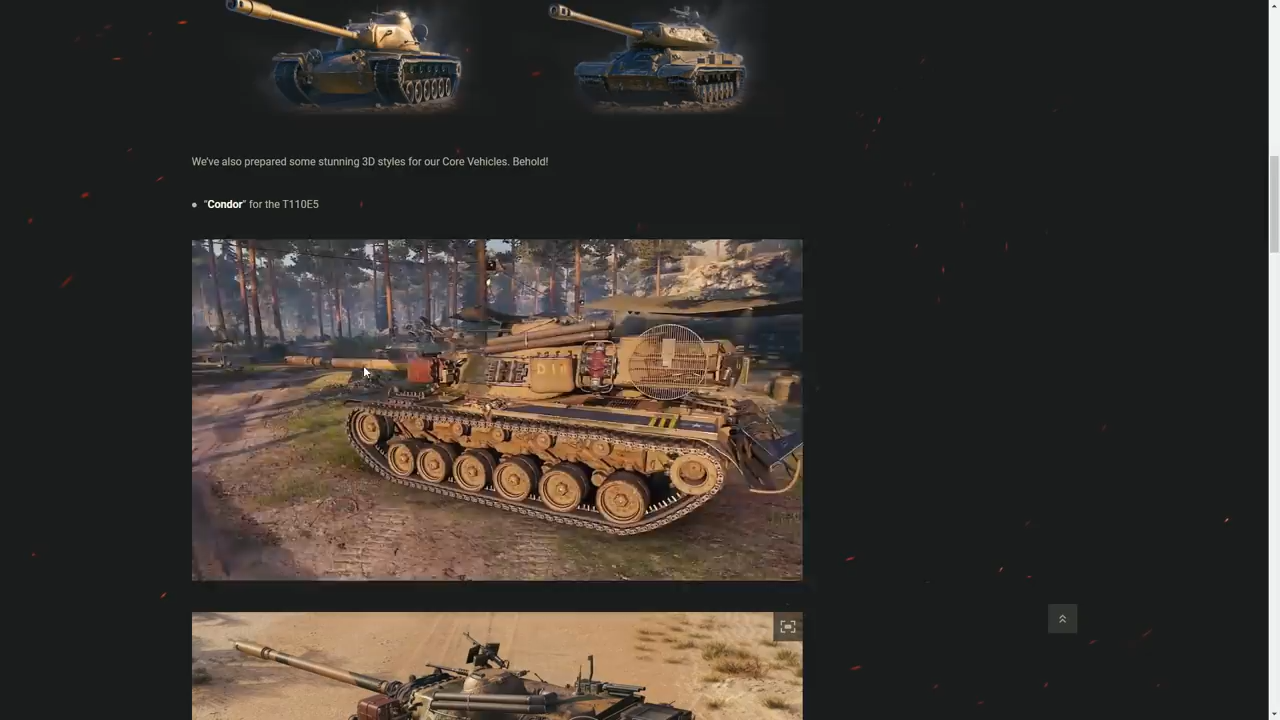 We've also prepared some stunning 3D styles for our Core Vehicles. Behold!
“Condor” for the T110E5